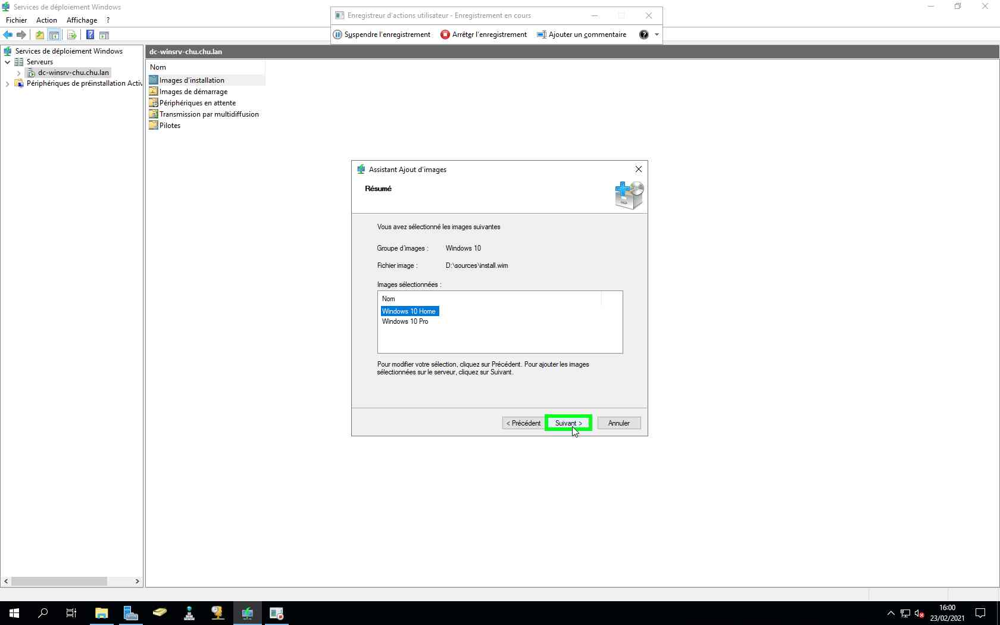 Services de déploiement Windows
Enregistreur d'actions utilisateur - Enregistrement en cours
Fichier Action Affichage ?
Suspendre l'enregistrement Arrêter l'enregistrement Ajouter un commentaire
Services de déploiement Windows
Serveurs
dc-winsrv-chu.chu.lan
Périphériques de préinstallation Activ
dc-winsrv-chu.chu.lan
Nom
Images d'installation
Images de démarrage
Périphériques en attente
Transmission par multidiffusion
Pilotes
Assistant Ajout d'images
Résumé
Vous avez sélectionné les images suivantes
Groupe d'images : Windows 10
Fichier image : D:\sources\install.wim
Images sélectionnées :
Nom
Windows 10 Home
Windows 10 Pro
Pour modifier votre sélection, cliquez sur Précédent. Pour ajouter les images
sélectionnées sur le serveur, cliquez sur Suivant.
< Précédent Suivant > Annuler
16:00
23/02/2021